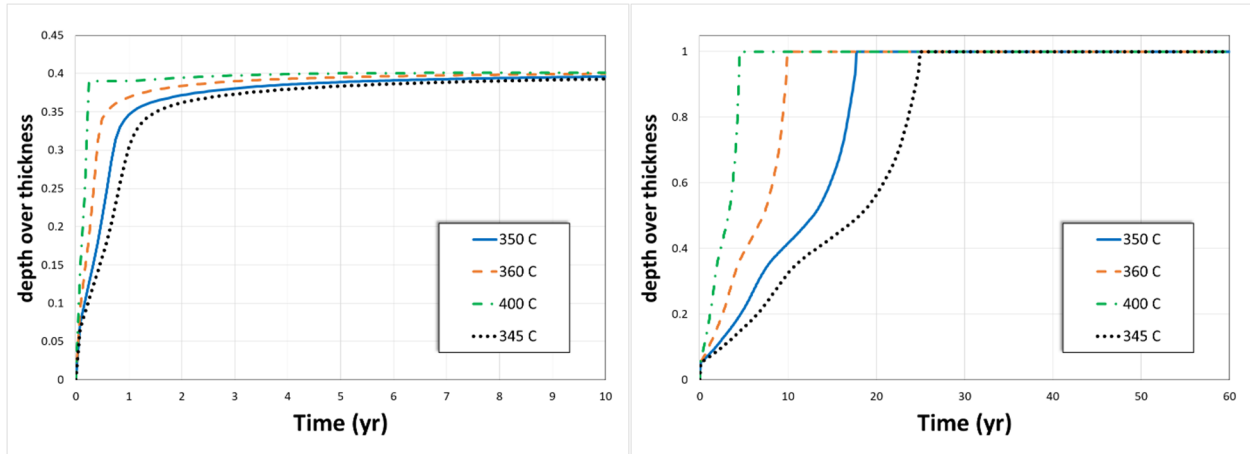 0.45
0.4
0.35
0.3
0.25
0.2
0.15
0.1
0.05
0
depth over thickness
0 1 2 3 4 5 6 7 8 9 10
Time (yr)
350 C
360 C
400 C
345 C
1
0.8
0.6
0.4
0.2
0
depth over thickness
0 10 20 30 40 50 60
Time (yr)
350 C
360 C
400 C
345 C